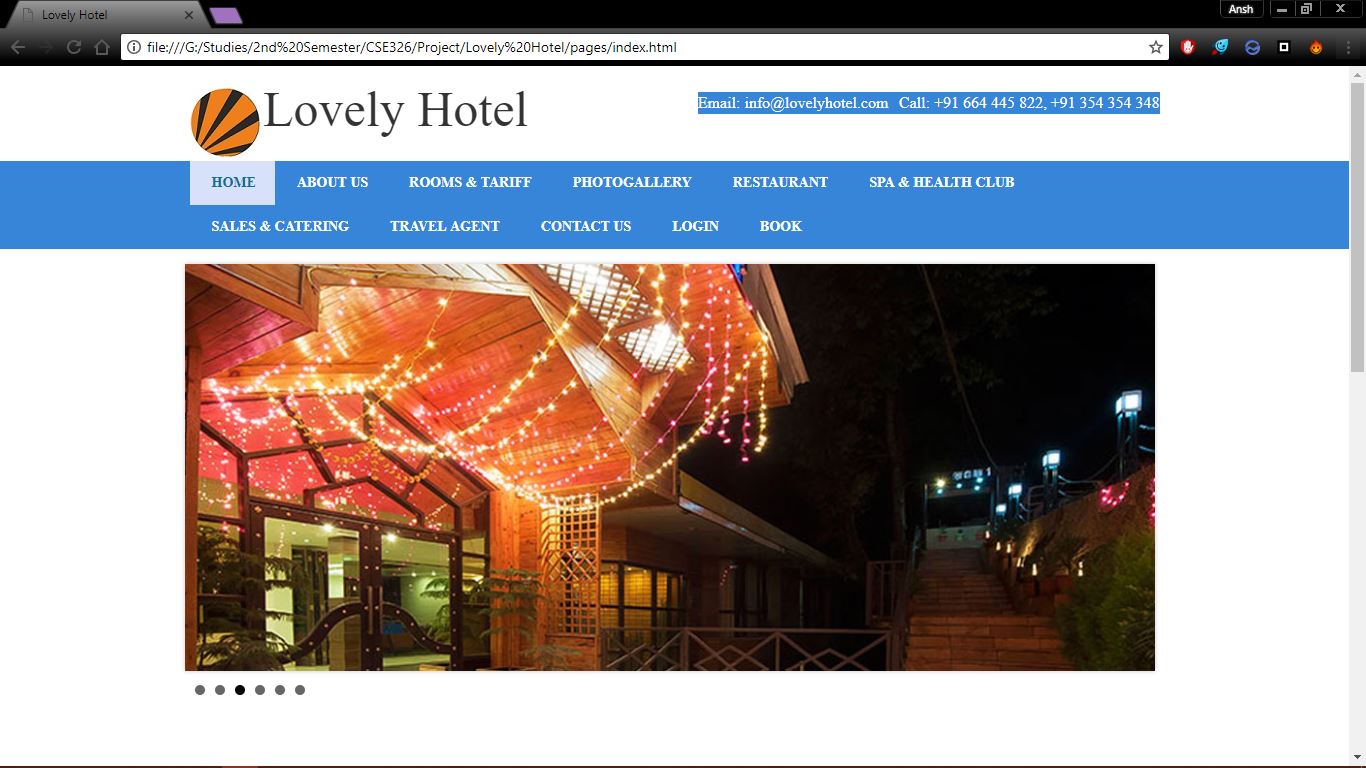 Lovely Hotel
Ansh
file:///G:/Studies/2nd%20Semester/CSE326/Project/Lovely%20Hotel/pages/index.html
Lovely Hotel
Email: info@lovelyhotel.com Call: +91 664 445 822, +91 354 354 348
HOME ABOUT US ROOMS & TARIFF PHOTOGALLERY RESTAURANT SPA & HEALTH CLUB
SALES & CATERING TRAVEL AGENT CONTACT US LOGIN BOOK